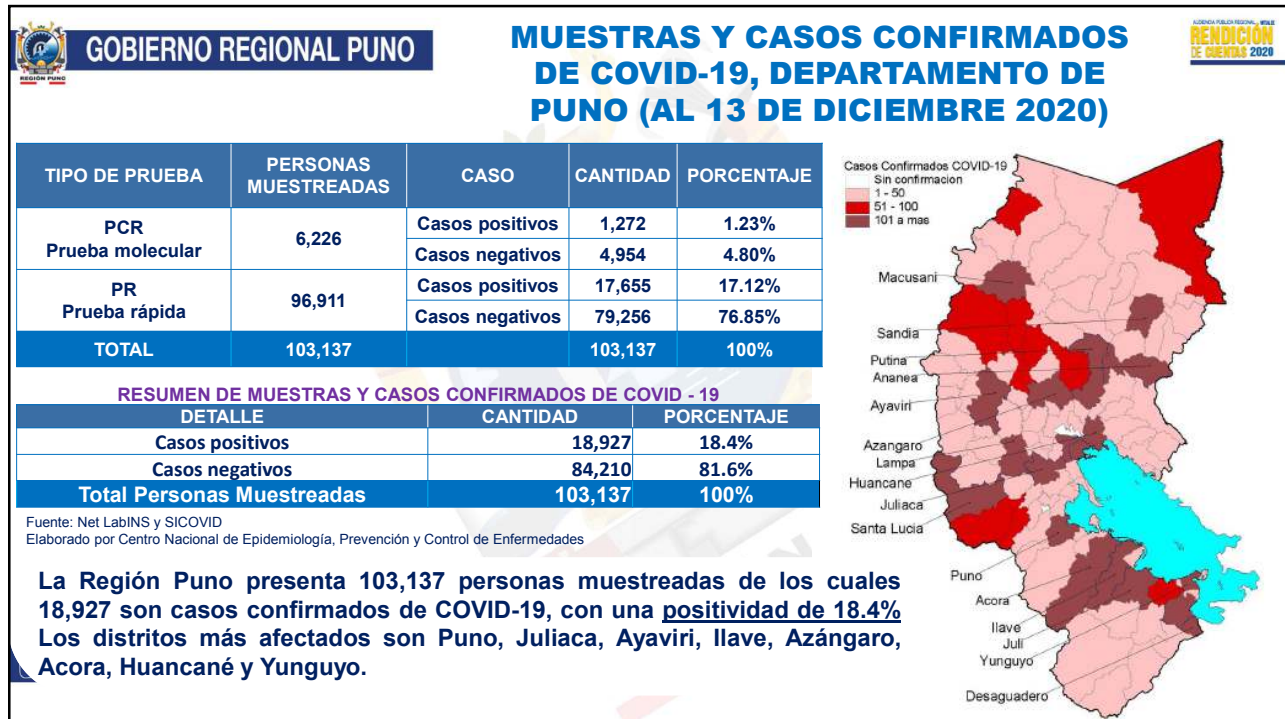 REGIÓN PUNO
GOBIERNO REGIONAL PUNO
MUESTRAS Y CASOS CONFIRMADOS
DE COVID-19, DEPARTAMENTO DE
PUNO (AL 13 DE DICIEMBRE 2020)
RENDICIÓN
DE CUENTAS 2020
TIPO DE PRUEBA PERSONAS MUESTREADAS CASO CANTIDAD PORCENTAJE
PCR
Prueba molecular
6,226
Casos positivos 1,272 1.23%
Casos negativos 4,954 4.80%
PR
Prueba rápida
96,911
Casos positivos 17,655 17.12%
Casos negativos 79,256 76.85%
TOTAL 103,137 103,137 100%
RESUMEN DE MUESTRAS Y CASOS CONFIRMADOS DE COVID - 19
DETALLE CANTIDAD PORCENTAJE
Casos positivos 18,927 18.4%
Casos negativos 84,210 81.6%
Total Personas Muestreadas 103,137 100%
Fuente: Net LabINS y SICOVID
Elaborado por Centro Nacional de Epidemiología, Prevención y Control de Enfermedades
La Región Puno presenta 103,137 personas muestreadas de los cuales
18,927 son casos confirmados de COVID-19, con una positividad de 18.4%
Los distritos más afectados son Puno, Juliaca, Ayaviri, Ilave, Azángaro,
Acora, Huancané y Yunguyo.
Casos Confirmados COVID-19
Sin confirmacion
1 - 50
51 - 100
101 a mas
Macusani
Sandia
Putina
Ananea
Ayaviri
Azangaro
Lampa
Huancane
Juliaca
Santa Lucia
Puno
Acora
Ilave
Juli
Yunguyo
Desaguadero